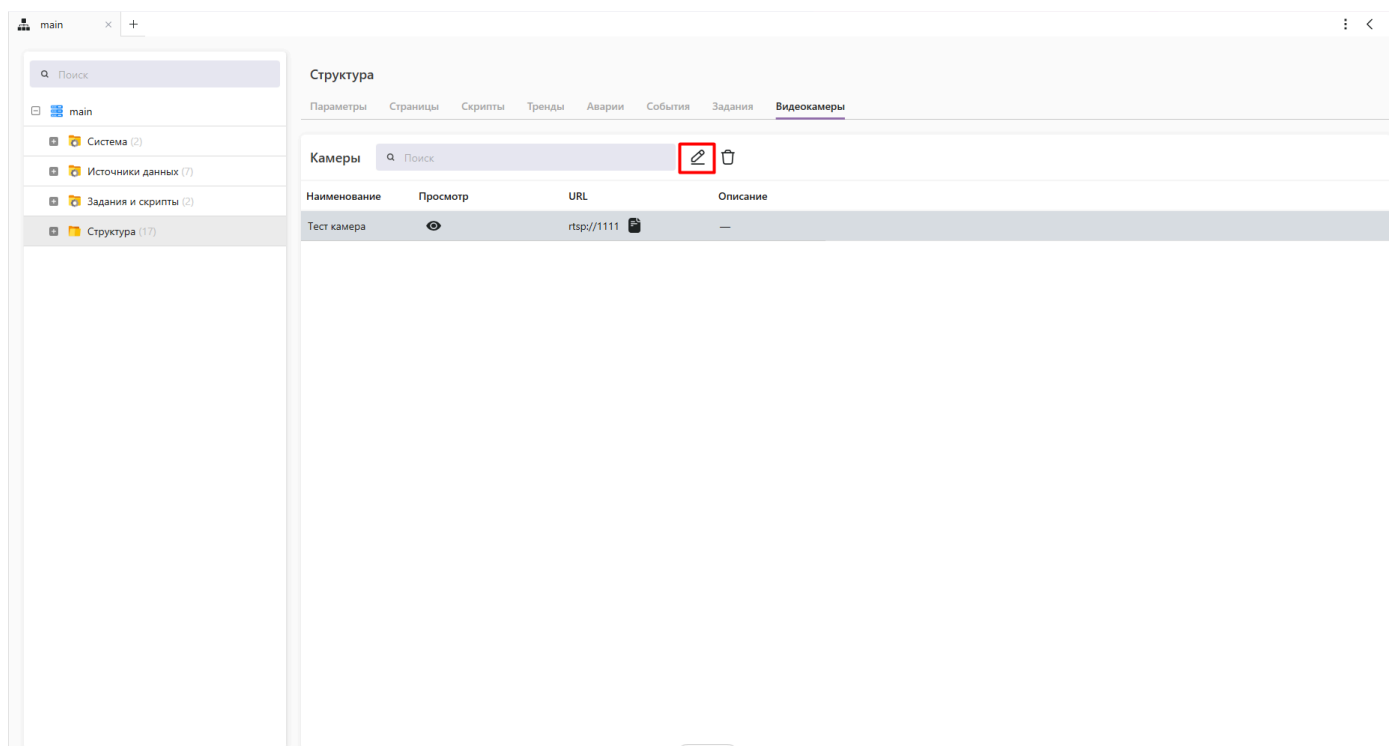 main × +
Поиск
main
Система (2)
Источники данных (7)
Задания и скрипты (2)
Структура (17)
Структура
Параметры Страницы Скрипты Тренды Аварии События Задания Видеокамеры
Камеры Поиск
Наименование Просмотр URL Описание
Тест камера rtsp://1111 —